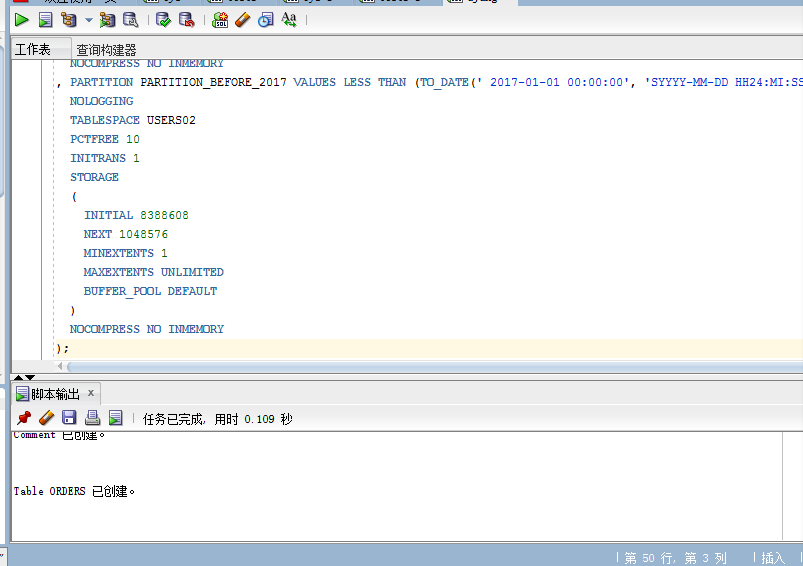 工作表 查询构建器
NOCOMPRESS NO INMEMORY
, PARTITION PARTITION_BEFORE_2017 VALUES LESS THAN (TO_DATE(' 2017-01-01 00:00:00', 'SYYYY-MM-DD HH24:MI:SS
NOLOGGING
TABLESPACE USERS02
PCTFREE 10
INITRANS 1
STORAGE
(
INITIAL 8388608
NEXT 1048576
MINEXTENTS 1
MAXEXTENTS UNLIMITED
BUFFER_POOL DEFAULT
)
NOCOMPRESS NO INMEMORY
);
脚本输出 x
任务已完成, 用时 0.109 秒
Comment 已创建。
Table ORDERS 已创建。
第 50 行, 第 3 列 插入